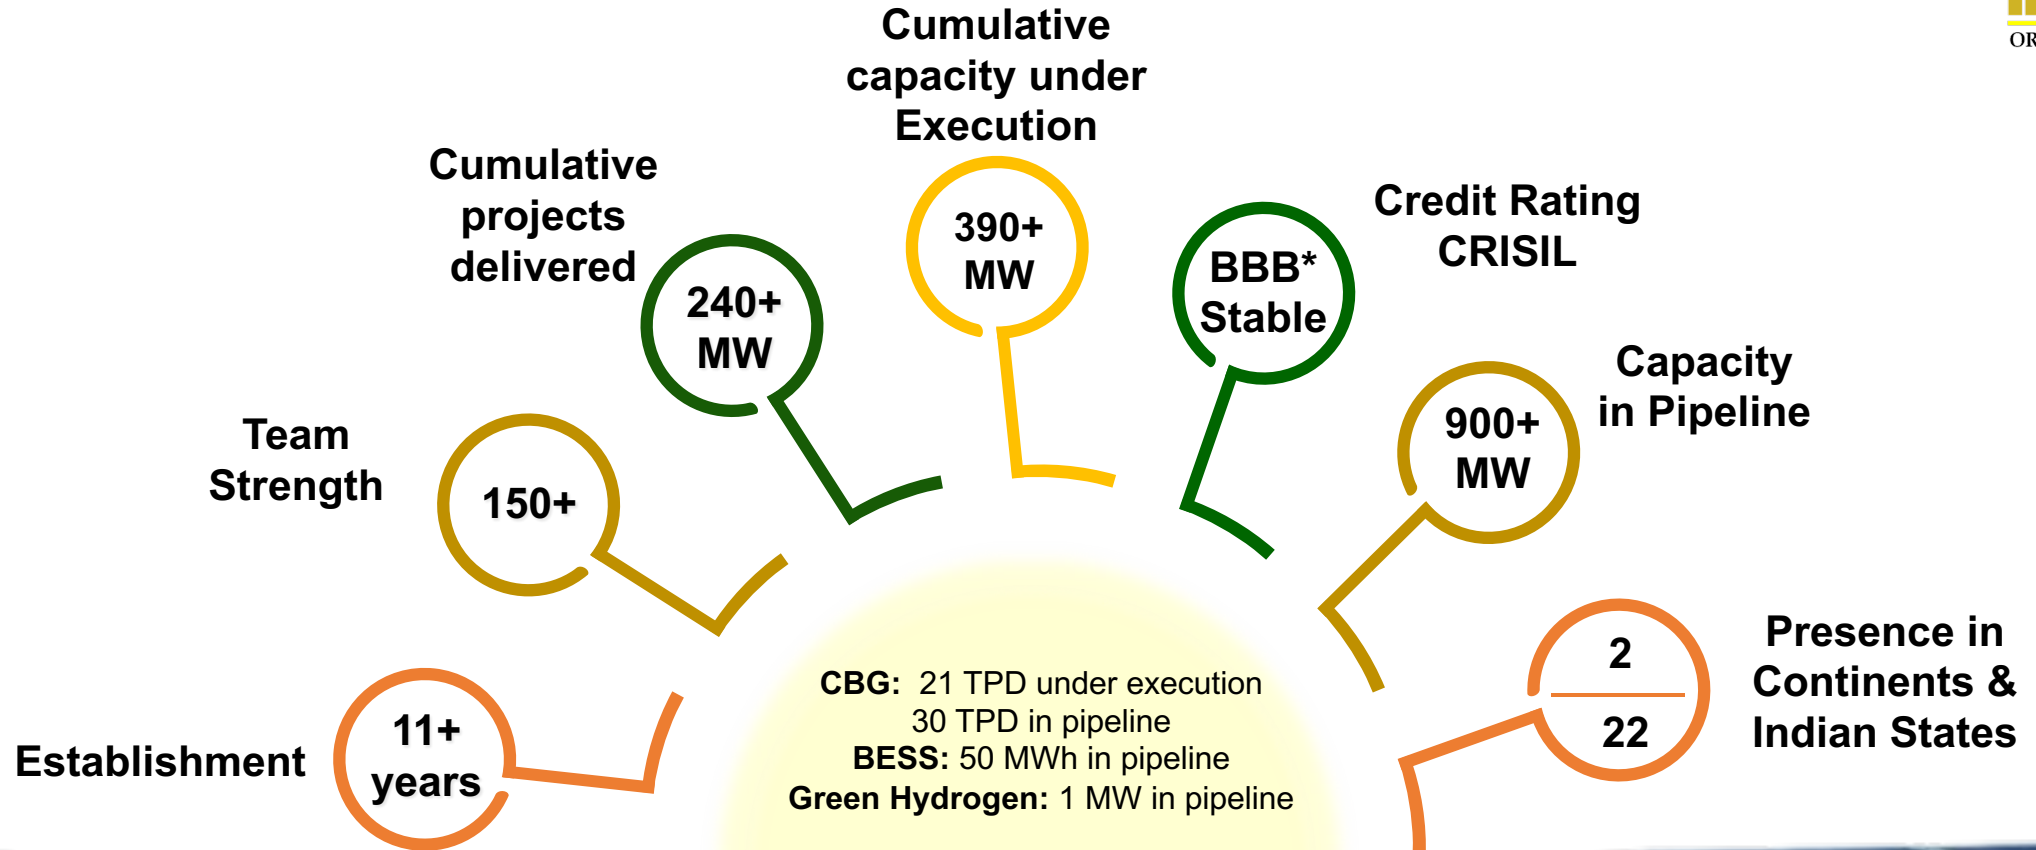 Establishment
11+
years
Team
Strength
150+
Cumulative
projects
delivered
240+
MW
Cumulative
capacity under
Execution
390+
MW
Credit Rating
CRISIL
BBB*
Stable
Capacity
in Pipeline
900+
MW
Presence in
Continents &
Indian States
2
22
CBG: 21 TPD under execution
30 TPD in pipeline
BESS: 50 MWh in pipeline
Green Hydrogen: 1 MW in pipeline
OR